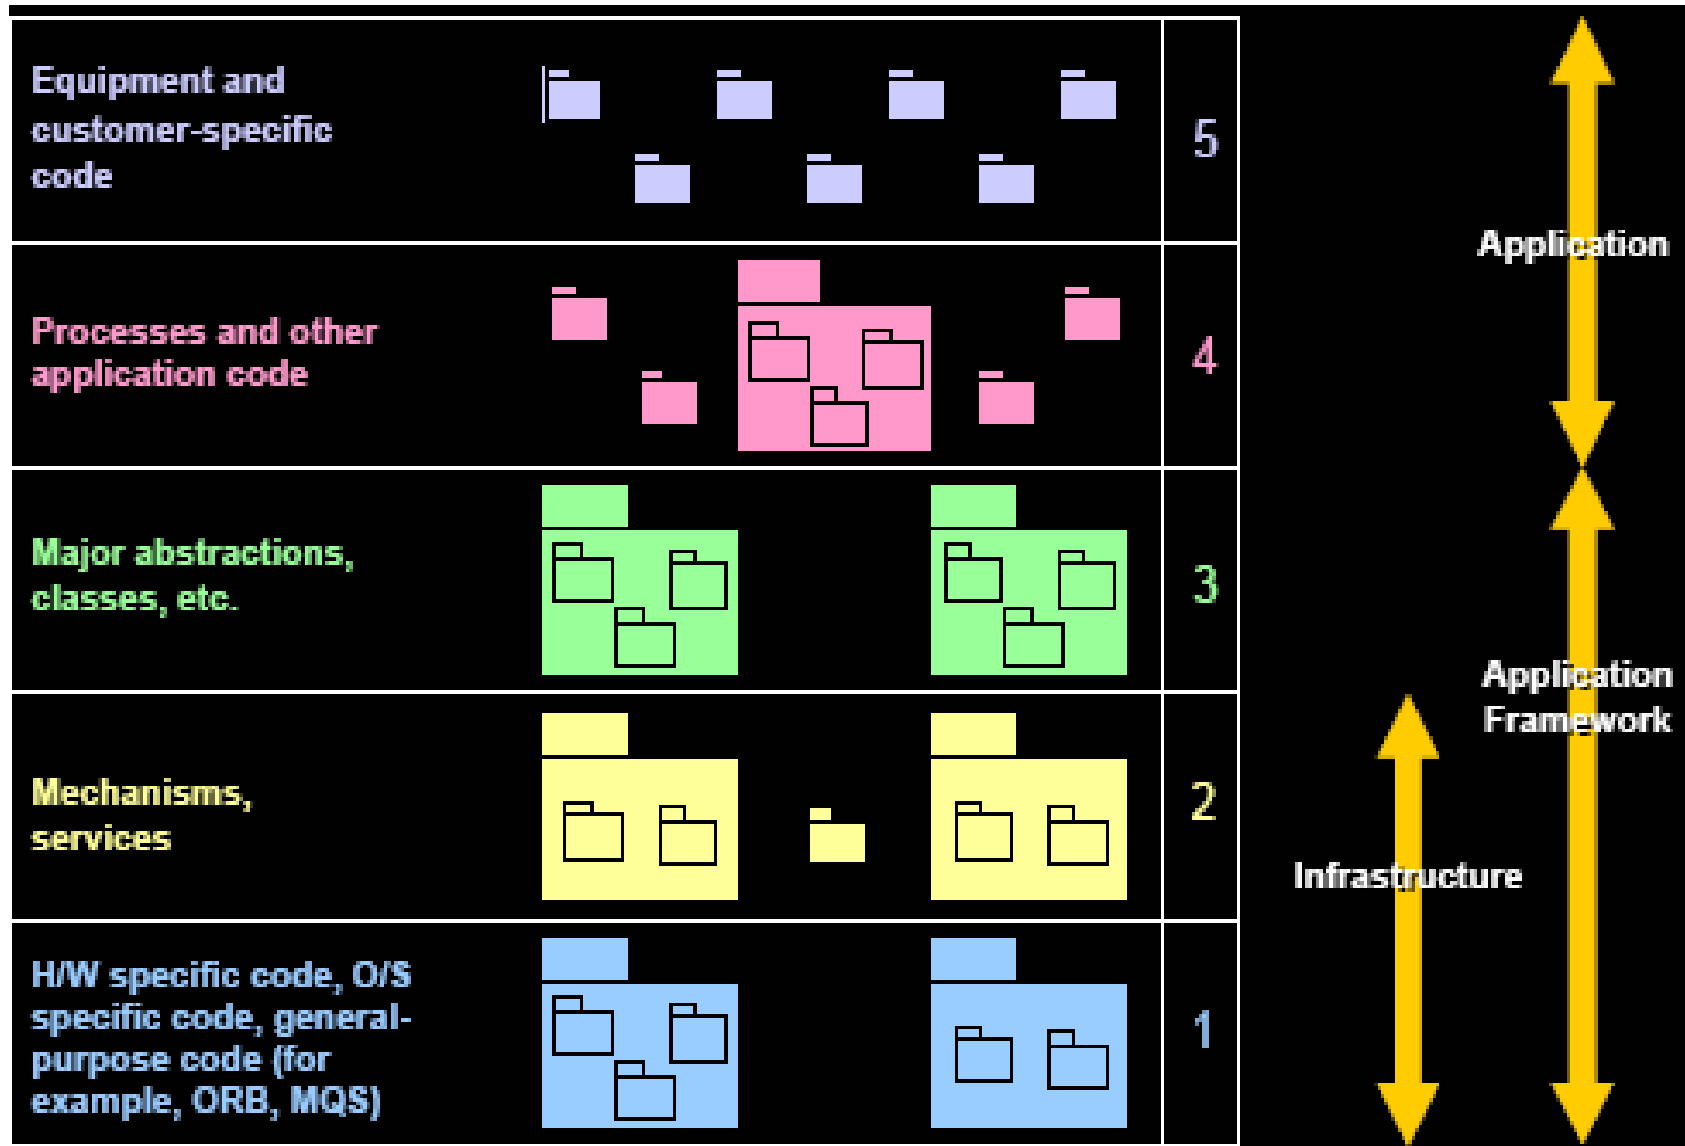 Equipment and
customer-specific
code
5
Application
Processes and other
application code
4
Major abstractions,
classes, etc.
3
Application
Framework
Mechanisms,
services
2
Infrastructure
H/W specific code, O/S
specific code, general-
purpose code (for
example, ORB, MQS)
1